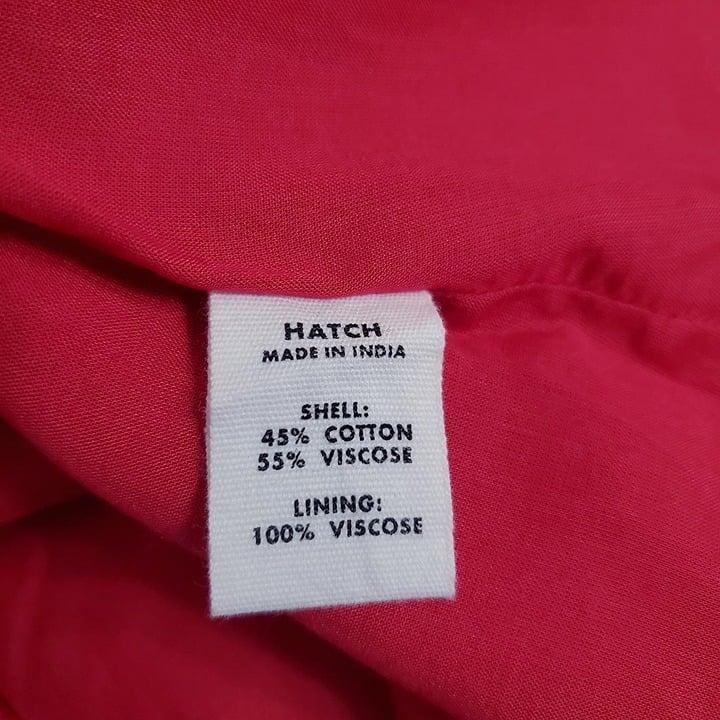 HATCH
MADE IN INDIA
SHELL:
45% COTTON
55% VISCOSE
LINING:
100% VISCOSE